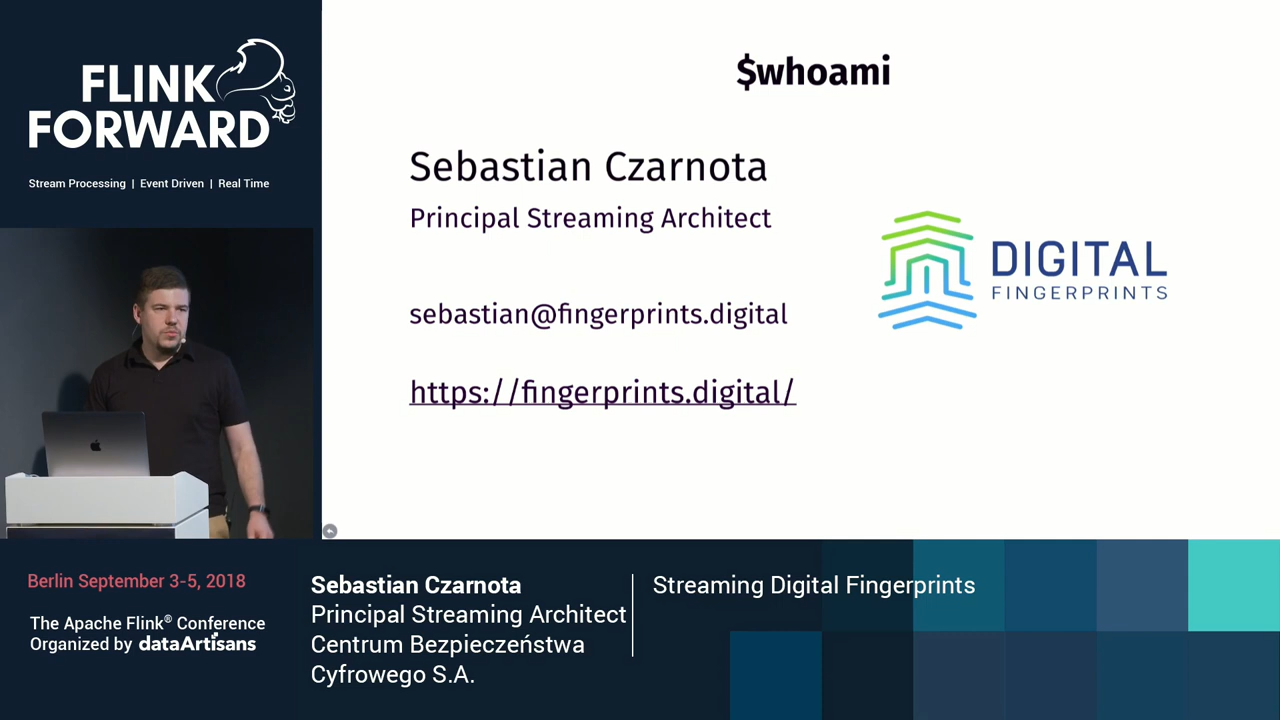 FLINK
FORWARD
Stream Processing | Event Driven | Real Time
$whoami
Sebastian Czarnota
Principal Streaming Architect
sebastian@fingerprints.digital
https://fingerprints.digital/
DIGITAL
FINGERPRINTS
Berlin September 3-5, 2018
The Apache Flink® Conference
Organized by dataArtisans
Sebastian Czarnota
Principal Streaming Architect
Centrum Bezpieczeństwa
Cyfrowego S.A.
Streaming Digital Fingerprints